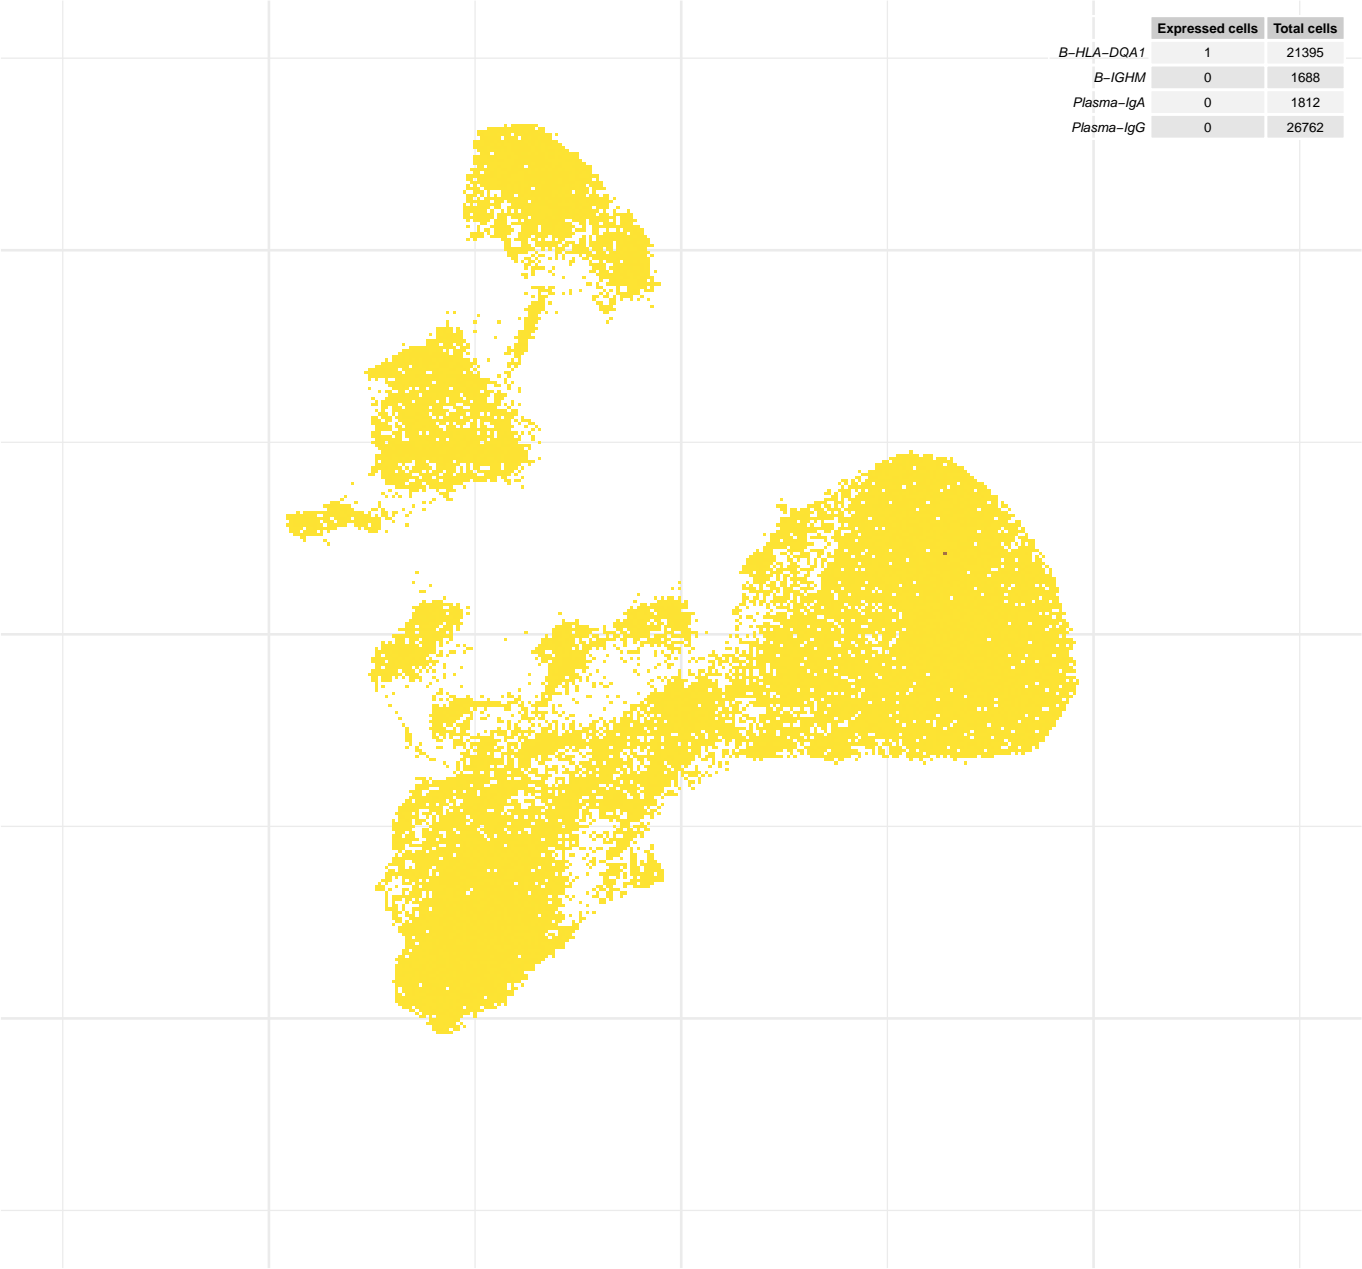 Expressed cells Total cells
B−HLA−DQA1 1 21395
B−IGHM 0 1688
Plasma−IgA 0 1812
Plasma−IgG 0 26762